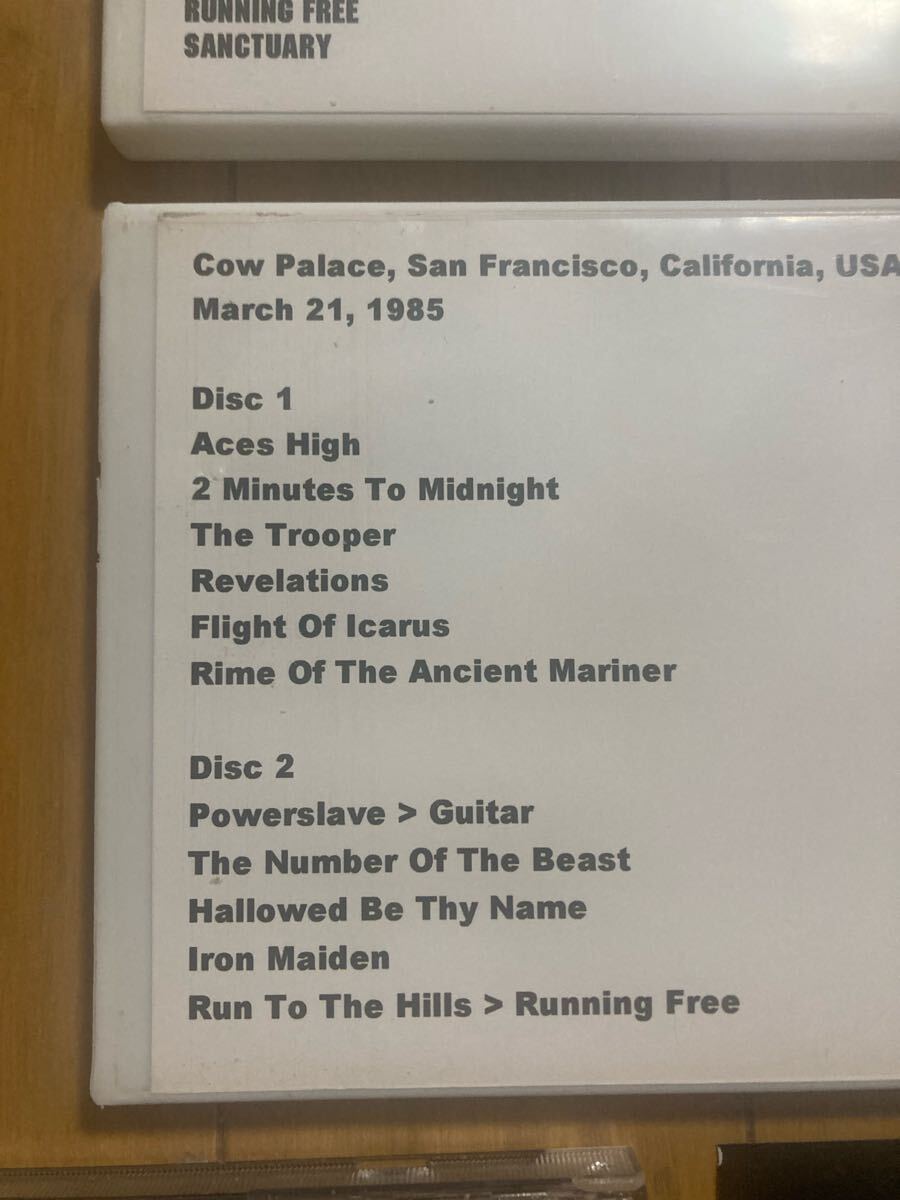 RUNNING FREE
SANCTUARY
Cow Palace, San Francisco, California, USA
March 21, 1985
Disc 1
Aces High
2 Minutes To Midnight
The Trooper
Revelations
Flight Of Icarus
Rime Of The Ancient Mariner
Disc 2
Powerslave > Guitar
The Number Of The Beast
Hallowed Be Thy Name
Iron Maiden
Run To The Hills > Running Free